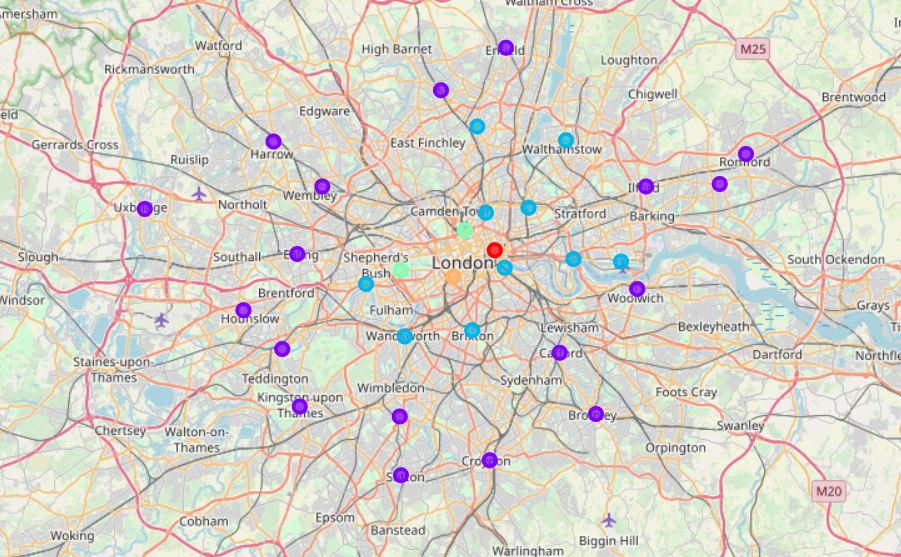 Amersham
Waltham Cross
Watford
High Barnet
Enfield
M25
Rickmansworth
Loughton
Chigwell
Brentwood
Edgware
Gerrards Cross
Ruislip
Harrow
East Finchley
Walthamstow
Romford
Wembley
Ilford
Uxbridge
Northolt
Camden Town
Stratford
Barking
Slough
Southall
Ealing
Shepherd's
Bush
London
South Ockendon
Windsor
Brentford
Fulham
Woolwich
Grays
Hounslow
Wandsworth
Brixton
Lewisham
Bexleyheath
Staines-upon-
Thames
Catford
Dartford
Northfle
Teddington
Wimbledon
Sydenham
Foots Cray
Kingston upon
Thames
Bromley
Chertsey
Walton-on-
Thames
Swanley
Orpington
Croydon
Sutton
M20
Cobham
Epsom
Banstead
Woking
Warlingham
Biggin Hill